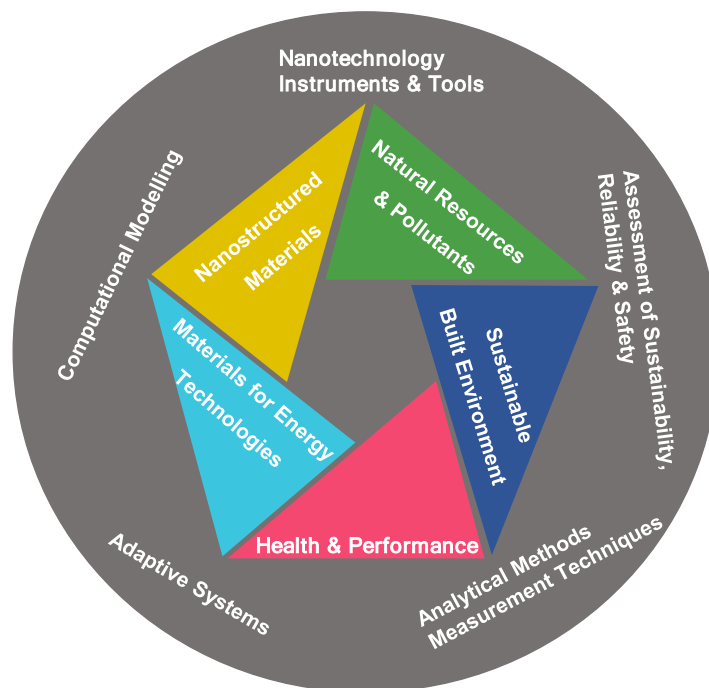 Nanotechnology
Instruments & Tools
Natural Resources
& Pollutants
Nanostructured
Materials
Computational Modelling
Assessment of Sustainability,
Reliability & Safety
Sustainable
Built Environment
Materials for Energy
Technologies
Health & Performance
Adaptive Systems
Analytical Methods
Measurement Techniques